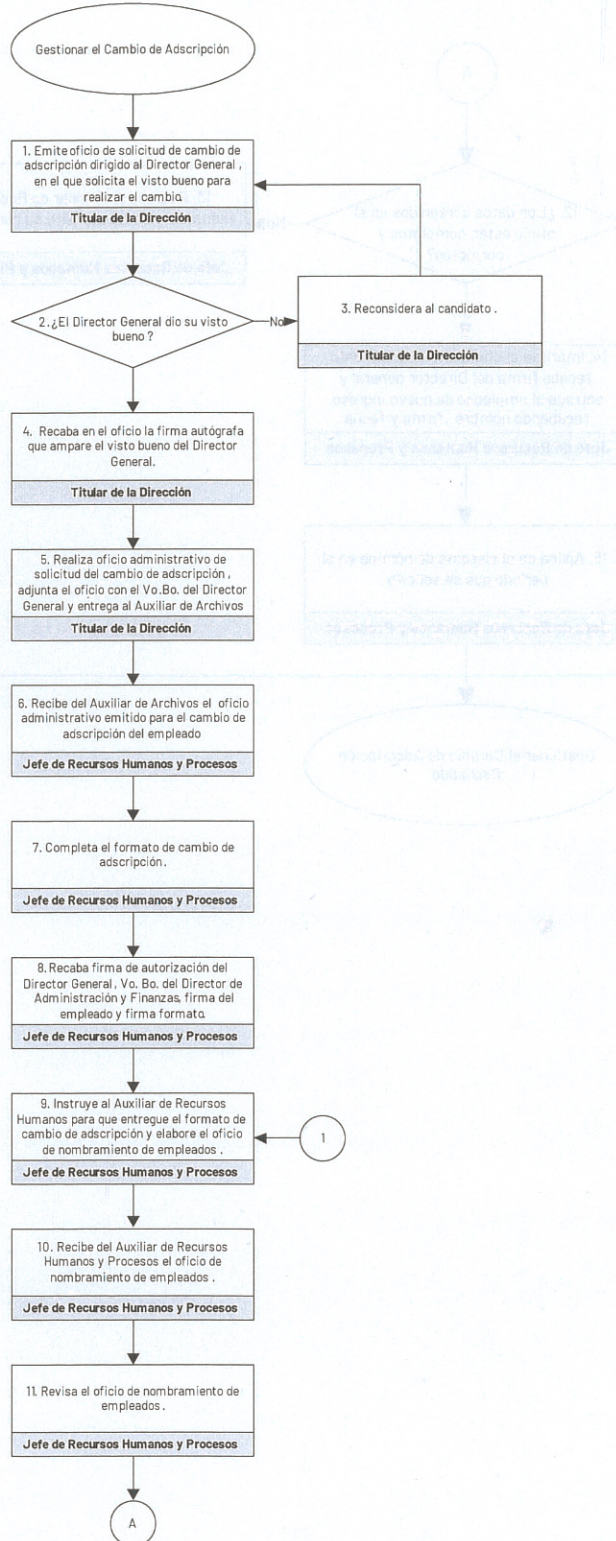 Gestionar el Cambio de Adscripción
1. Emite oficio de solicitud de cambio de
adscripción dirigido al Director General ,
en el que solicita el visto bueno para
realizar el cambio.
Titular de la Dirección
2.¿El Director General dio su visto
bueno ?
No
3. Reconsidera al candidato .
Titular de la Dirección
4. Recaba en el oficio la firma autógrafa
que ampare el visto bueno del Director
General.
Titular de la Dirección
5. Realiza oficio administrativo de
solicitud del cambio de adscripción ,
adjunta el oficio con el Vo.Bo. del Director
General y entrega al Auxiliar de Archivos
Titular de la Dirección
6. Recibe del Auxiliar de Archivos el oficio
administrativo emitido para el cambio de
adscripción del empleado
Jefe de Recursos Humanos y Procesos
7. Completa el formato de cambio de
adscripción .
Jefe de Recursos Humanos y Procesos
8. Recaba firma de autorización del
Director General , Vo. Bo. del Director de
Administración y Finanzas, firma del
empleado y firma formato.
Jefe de Recursos Humanos y Procesos
9. Instruye al Auxiliar de Recursos
Humanos para que entregue el formato de
cambio de adscripción y elabore el oficio
de nombramiento de empleados .
Jefe de Recursos Humanos y Procesos
1
10. Recibe del Auxiliar de Recursos
Humanos y Procesos el oficio de
nombramiento de empleados .
Jefe de Recursos Humanos y Procesos
11. Revisa el oficio de nombramiento de
empleados .
Jefe de Recursos Humanos y Procesos
A